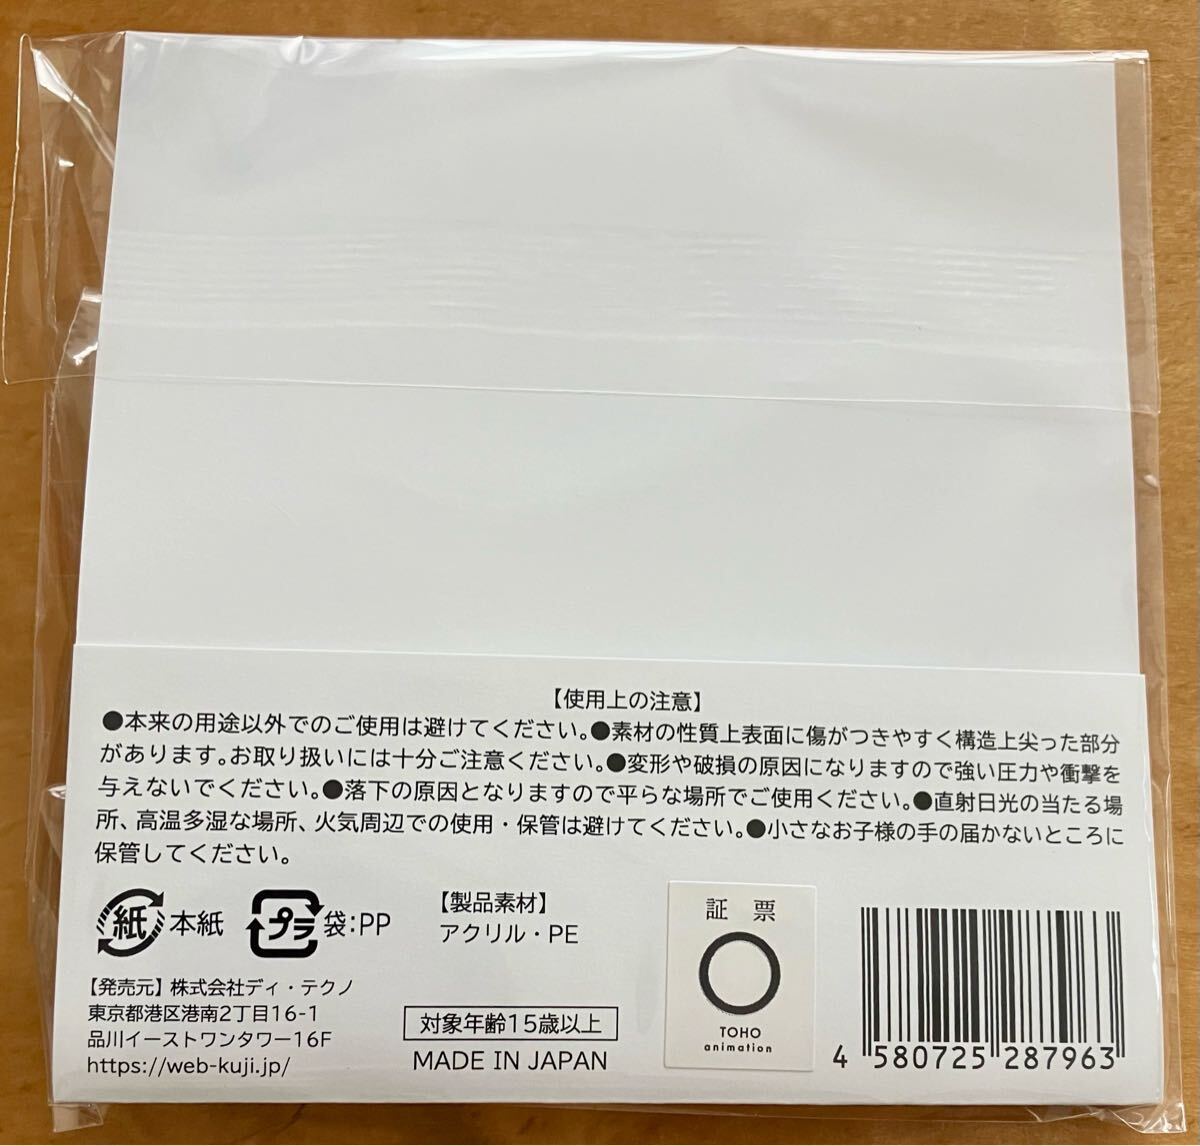 【使用上の注意】
●本来の用途以外でのご使用は避けてください。●素材の性質上表面に傷がつきやすく構造上尖った部分
があります。お取り扱いには十分ご注意ください。●変形や破損の原因になりますので強い圧力や衝撃を
与えないでください。●落下の原因となりますので平らな場所でご使用ください。●直射日光の当たる場
所、高温多湿な場所、火気周辺での使用・保管は避けてください。●小さなお子様の手の届かないところに
保管してください。
紙 本紙
プラ 袋:PP
【製品素材】
アクリル・PE
【発売元】株式会社ディ・テクノ
東京都港区港南2丁目16-1
品川イーストワンタワー16F
https://web-kuji.jp/
対象年齢15歳以上
MADE IN JAPAN
証 票
TOHO
animation
4 580725 287963